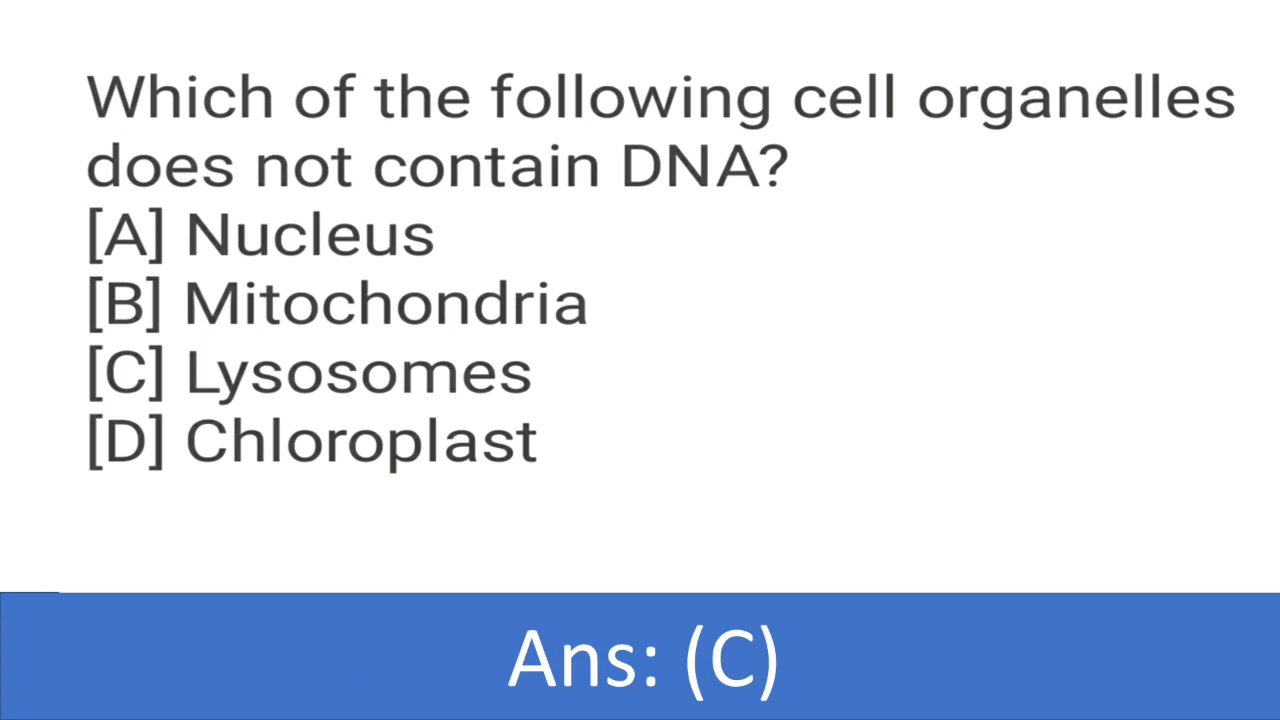 Which of the following cell organelles
does not contain DNA?
[A] Nucleus
[B] Mitochondria
[C] Lysosomes
[D] Chloroplast
Ans: (C)